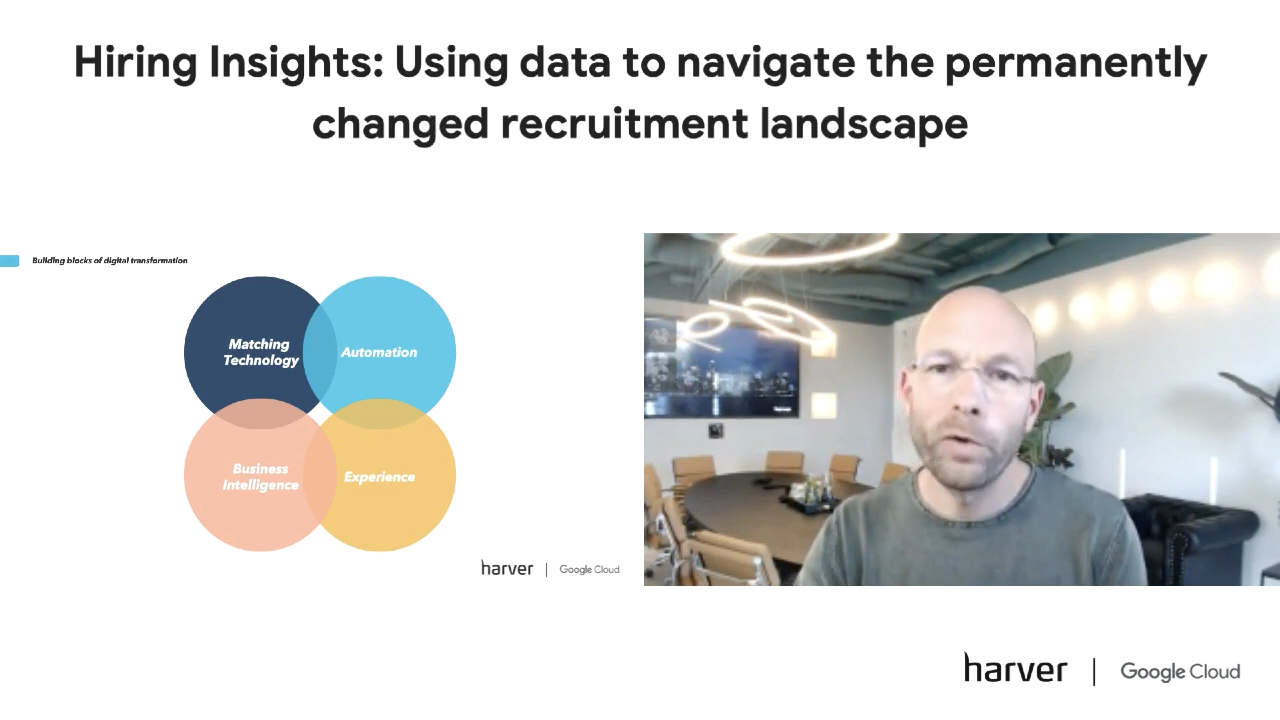 Hiring Insights: Using data to navigate the permanently
changed recruitment landscape
Building blocks of digital transformation
Matching
Technology
Automation
Business
Intelligence
Experience
harver | Google Cloud
harver | Google Cloud